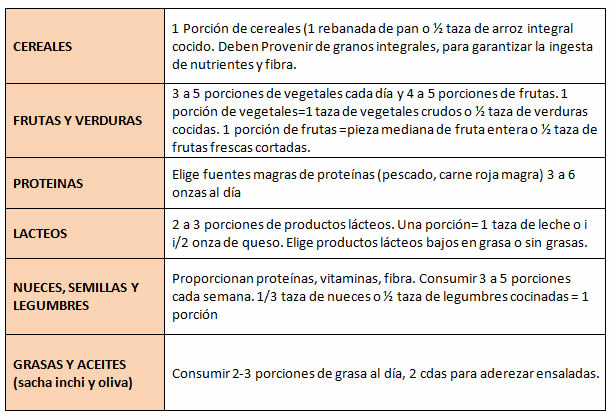 CEREALES
1 Porción de cereales (1 rebanada de pan o ½ taza de arroz integral
cocido. Deben Provenir de granos integrales, para garantizar la ingesta
de nutrientes y fibra.
FRUTAS Y VERDURAS
3 a 5 porciones de vegetales cada día y 4 a 5 porciones de frutas. 1
porción de vegetales=1 taza de vegetales crudos o ½ taza de verduras
cocidas. 1 porción de frutas =pieza mediana de fruta entera o ½ taza de
frutas frescas cortadas.
PROTEINAS
Elige fuentes magras de proteínas (pescado, carne roja magra) 3 a 6
onzas al día
LACTEOS
2 a 3 porciones de productos lácteos. Una porción= 1 taza de leche o i
i/2 onza de queso. Elige productos lácteos bajos en grasa o sin grasas.
NUECES, SEMILLAS Y
LEGUMBRES
Proporcionan proteínas, vitaminas, fibra. Consumir 3 a 5 porciones
cada semana. 1/3 taza de nueces o ½ taza de legumbres cocinadas = 1
porción
GRASAS Y ACEITES
(sacha inchi y oliva)
Consumir 2-3 porciones de grasa al día, 2 cdas para aderezar ensaladas.